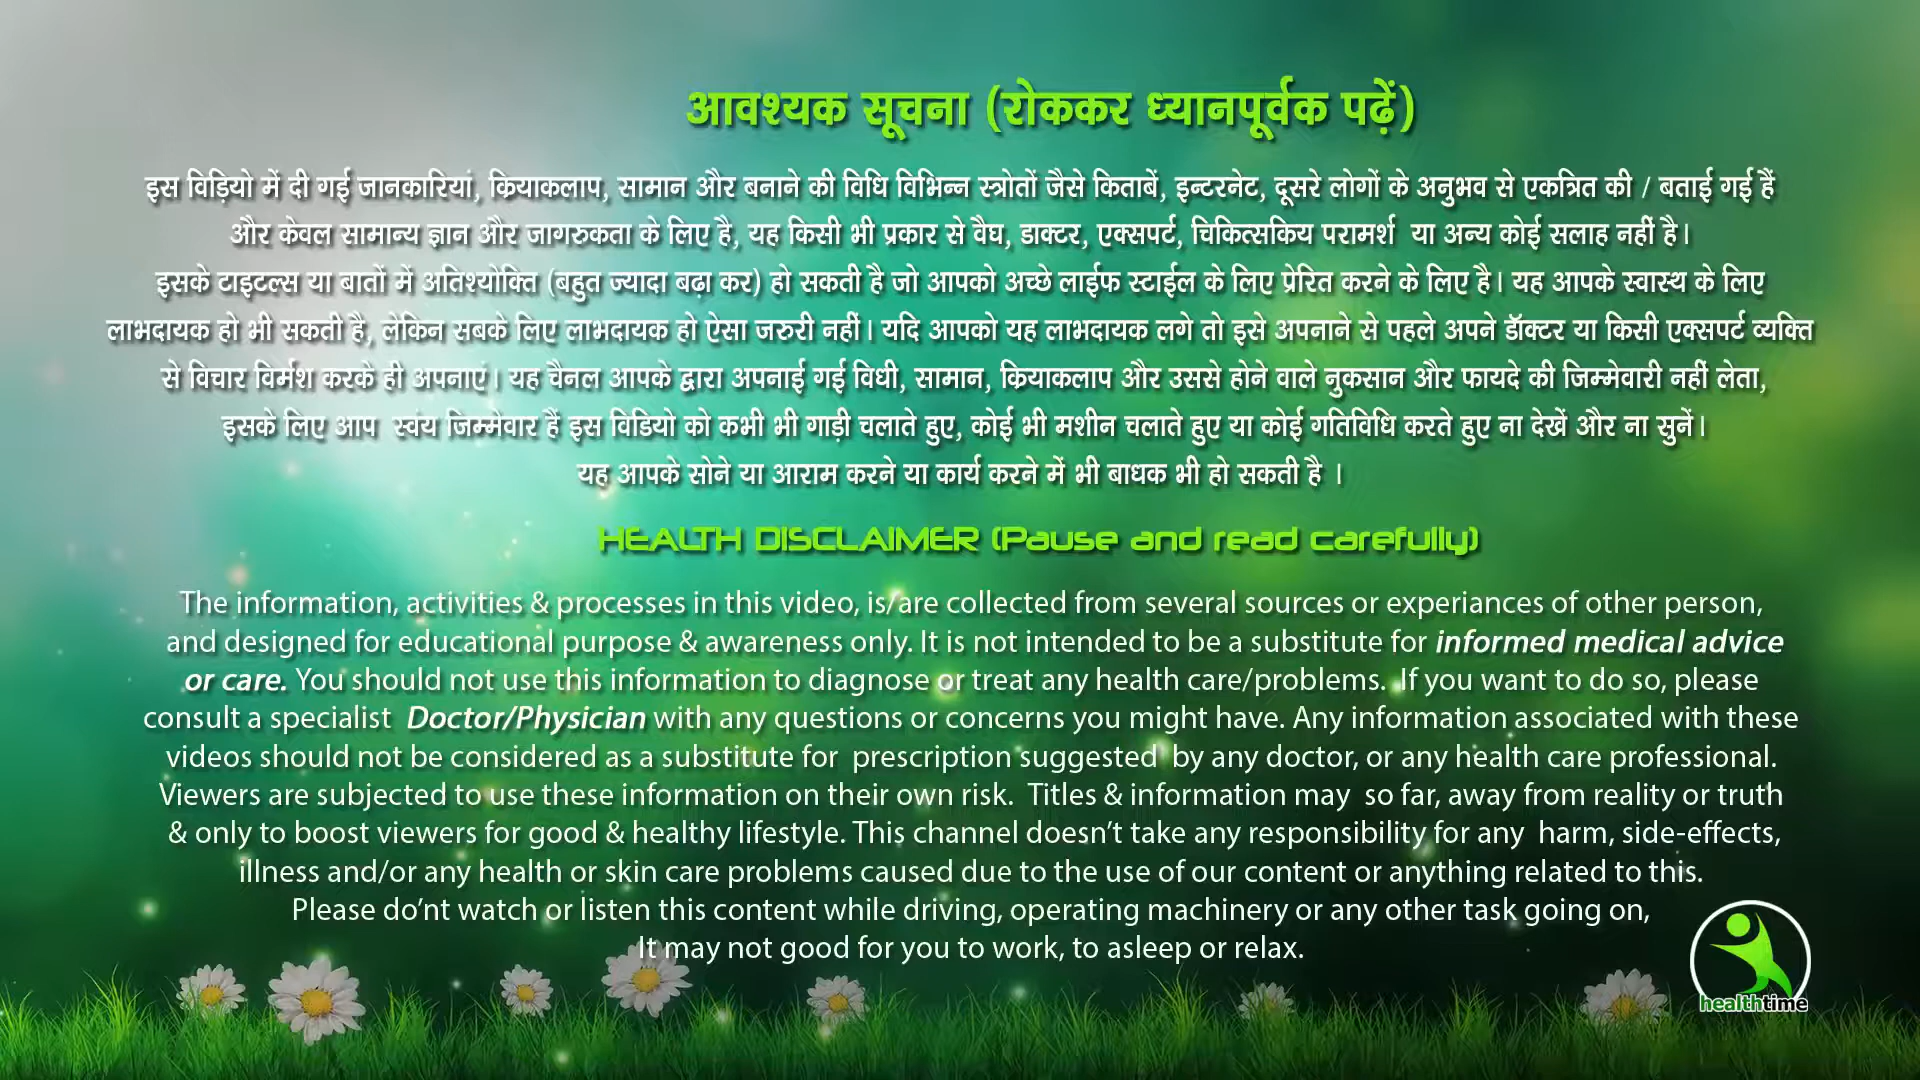 आवश्यक सूचना (रोककर ध्यानपूर्वक पढ़ें)
इस विड़ियो में दी गई जानकारियां, क्रियाकलाप, सामान और बनाने की विधि विभिन्न स्त्रोतों जैसे किताबें, इन्टरनेट, दूसरे लोगों के अनुभव से एकत्रित की / बताई गई हैं
और केवल सामान्य ज्ञान और जागरुकता के लिए है, यह किसी भी प्रकार से वैघ, डाक्टर, एक्सपर्ट, चिकित्सकिय परामर्श या अन्य कोई सलाह नहीं है।
इसके टाइटल्स या बातों में अतिश्योक्ति (बहुत ज्यादा बढ़ा कर) हो सकती है जो आपको अच्छे लाईफ स्टाईल के लिए प्रेरित करने के लिए है। यह आपके स्वास्थ के लिए
लाभदायक हो भी सकती है, लेकिन सबके लिए लाभदायक हो ऐसा जरुरी नहीं। यदि आपको यह लाभदायक लगे तो इसे अपनाने से पहले अपने डॉक्टर या किसी एक्सपर्ट व्यक्ति
से विचार विर्मश करके ही अपनाएं। यह चैनल आपके द्वारा अपनाई गई विधी, सामान, क्रियाकलाप और उससे होने वाले नुकसान और फायदे की जिम्मेवारी नहीं लेता,
इसके लिए आप स्वंय जिम्मेवार हैं इस विडियो को कभी भी गाड़ी चलाते हुए, कोई भी मशीन चलाते हुए या कोई गतिविधि करते हुए ना देखें और ना सुनें।
यह आपके सोने या आराम करने या कार्य करने में भी बाधक भी हो सकती है ।
HEALTH DISCLAIMER (Pause and read carefully)
The information, activities & processes in this video, is/are collected from several sources or experiances of other person,
and designed for educational purpose & awareness only. It is not intended to be a substitute for informed medical advice
or care. You should not use this information to diagnose or treat any health care/problems. If you want to do so, please
consult a specialist Doctor/Physician with any questions or concerns you might have. Any information associated with these
videos should not be considered as a substitute for prescription suggested by any doctor, or any health care professional.
Viewers are subjected to use these information on their own risk. Titles & information may so far, away from reality or truth
& only to boost viewers for good & healthy lifestyle. This channel doesn’t take any responsibility for any harm, side-effects,
illness and/or any health or skin care problems caused due to the use of our content or anything related to this.
Please do’nt watch or listen this content while driving, operating machinery or any other task going on,
It may not good for you to work, to asleep or relax.
healthtime